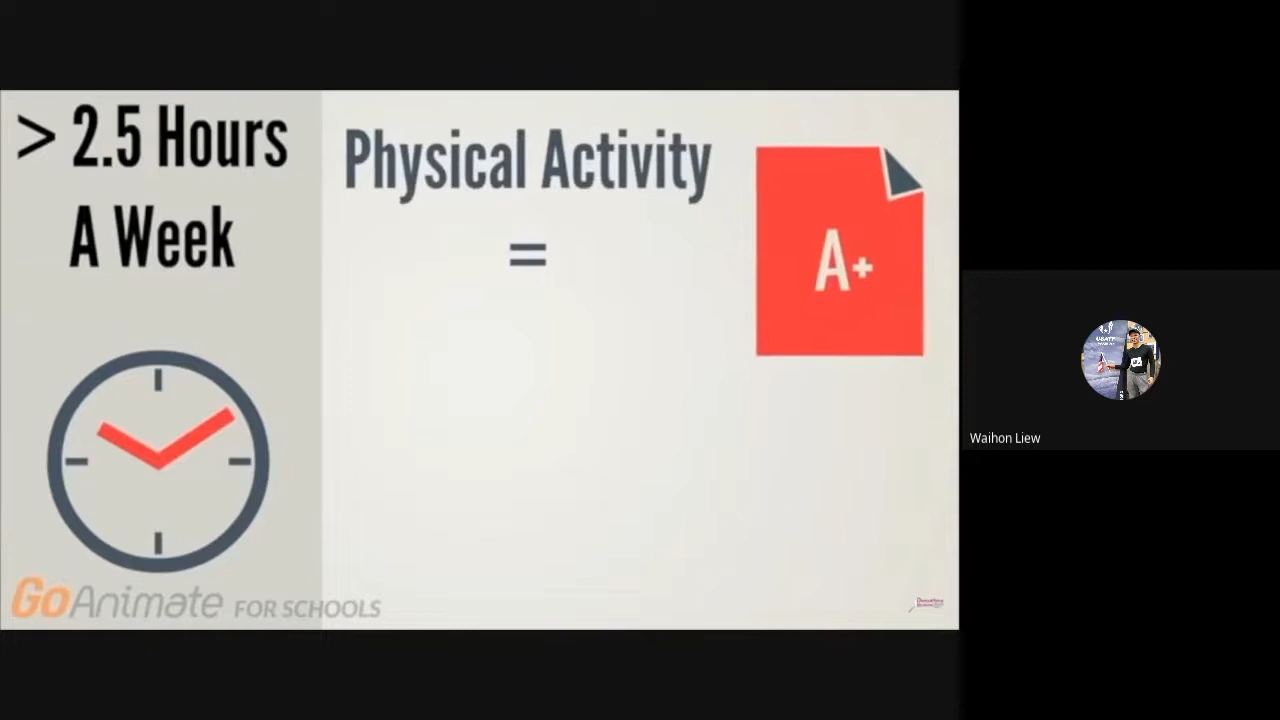 > 2.5 Hours
A Week
Physical Activity
=
A+
GoAnimate FOR SCHOOLS
Waihon Liew